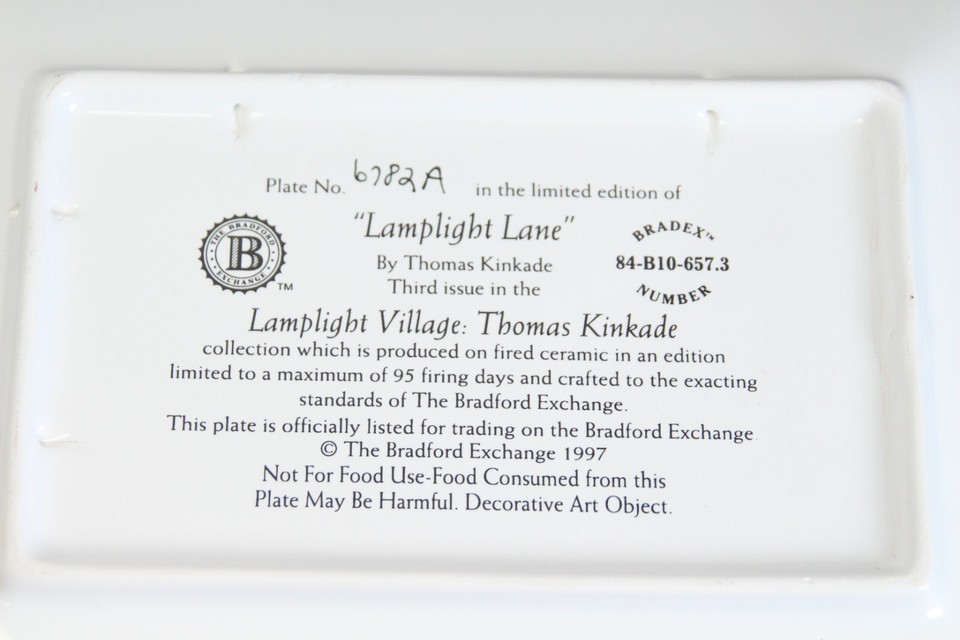 Plate No. 6782A in the limited edition of
"Lamplight Lane"
By Thomas Kinkade
Third issue in the
THE BRADFORD
B
EXCHANGE
TM
BRADEX™
84-B10-657.3
NUMBER
Lamplight Village: Thomas Kinkade
collection which is produced on fired ceramic in an edition
limited to a maximum of 95 firing days and crafted to the exacting
standards of The Bradford Exchange.
This plate is officially listed for trading on the Bradford Exchange
© The Bradford Exchange 1997
Not For Food Use-Food Consumed from this
Plate May Be Harmful. Decorative Art Object.